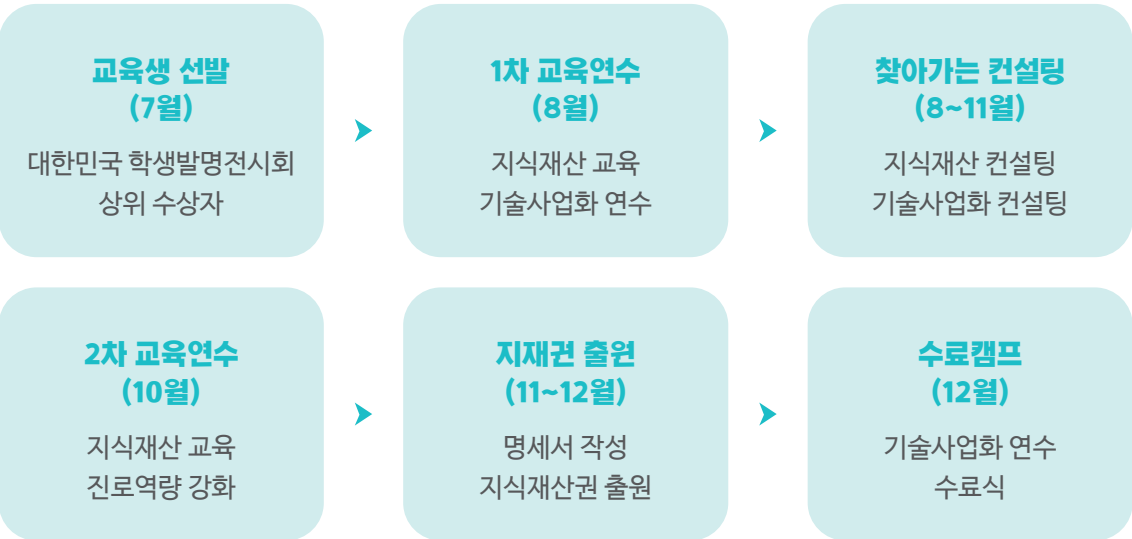 교육생 선발
(7월)
대한민국 학생발명전시회
상위 수상자
1차 교육연수
(8월)
지식재산 교육
기술사업화 연수
찾아가는 컨설팅
(8~11월)
지식재산 컨설팅
기술사업화 컨설팅
2차 교육연수
(10월)
지식재산 교육
진로역량 강화
지재권 출원
(11~12월)
명세서 작성
지식재산권 출원
수료캠프
(12월)
기술사업화 연수
수료식